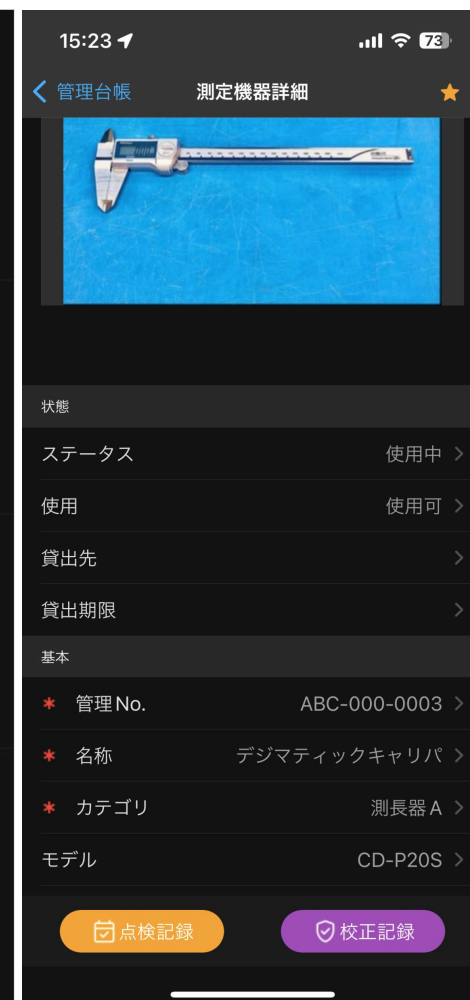 15:23
73
管理台帳
測定機器詳細
状態
ステータス 使用中
使用 使用可
貸出先
貸出期限
基本
* 管理No. ABC-000-0003
* 名称 デジマティックキャリパ
* カテゴリ 測長器A
モデル CD-P20S
点検記録
校正記録